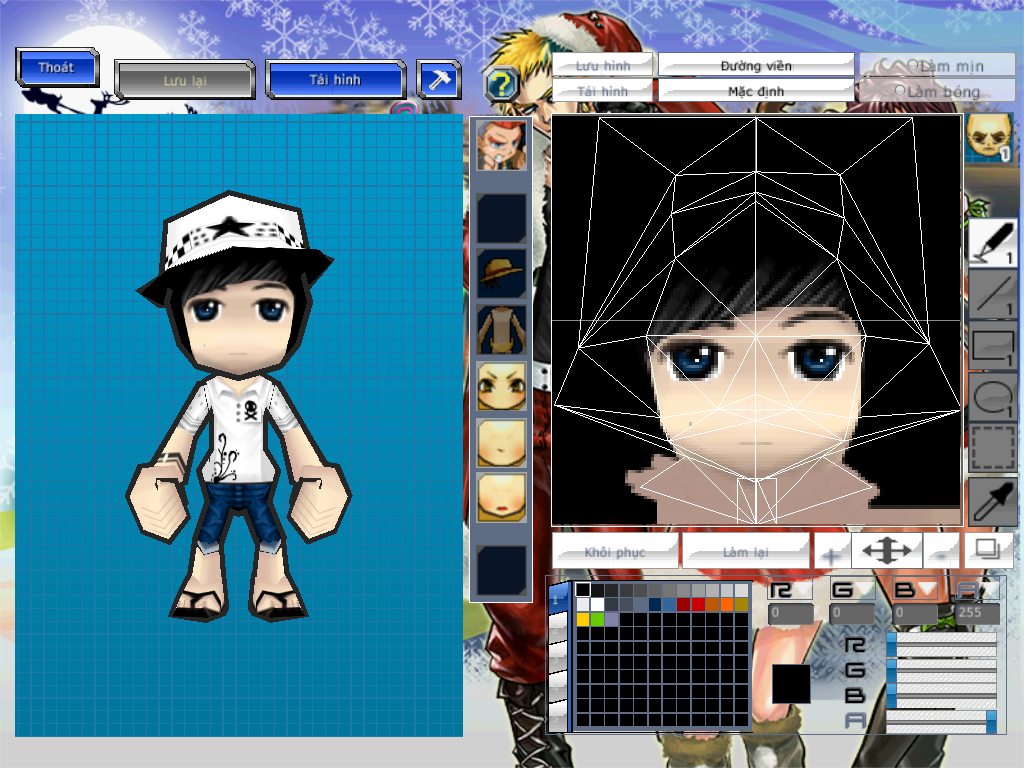 Thoát
Lưu lại
Tải hình
?
Lưu hình
Đường viền
Làm mịn
Tải hình
Mặc định
Làm bóng
1
1
1
1
1
Khôi phục
Làm lại
+
-
1
R
G
B
A
0
0
0
255
R
G
B
A